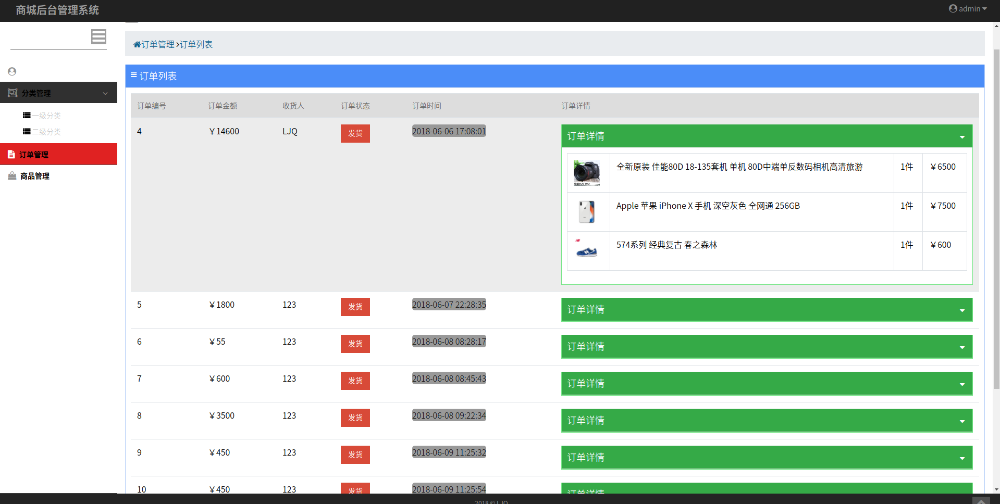 商城后台管理系统
admin
订单管理
订单列表
分类管理
一级分类
二级分类
订单管理
商品管理
订单列表
订单编号 订单金额 收货人 订单状态 订单时间 订单详情
4 ￥14600 LJQ 发货 2018-06-06 17:08:01 订单详情
全新原装 佳能80D 18-135套机 单机 80D中端单反数码相机高清旅游 1件 ￥6500
Apple 苹果 iPhone X 手机 深空灰色 全网通 256GB 1件 ￥7500
574系列 经典复古 春之森林 1件 ￥600
5 ￥1800 123 发货 2018-06-07 22:28:35 订单详情
6 ￥55 123 发货 2018-06-08 08:28:17 订单详情
7 ￥600 123 发货 2018-06-08 08:45:43 订单详情
8 ￥3500 123 发货 2018-06-08 09:22:34 订单详情
9 ￥450 123 发货 2018-06-09 11:25:32 订单详情
10 ￥450 123 发货 2018-06-09 11:25:54 订单详情
2018 © LJQ